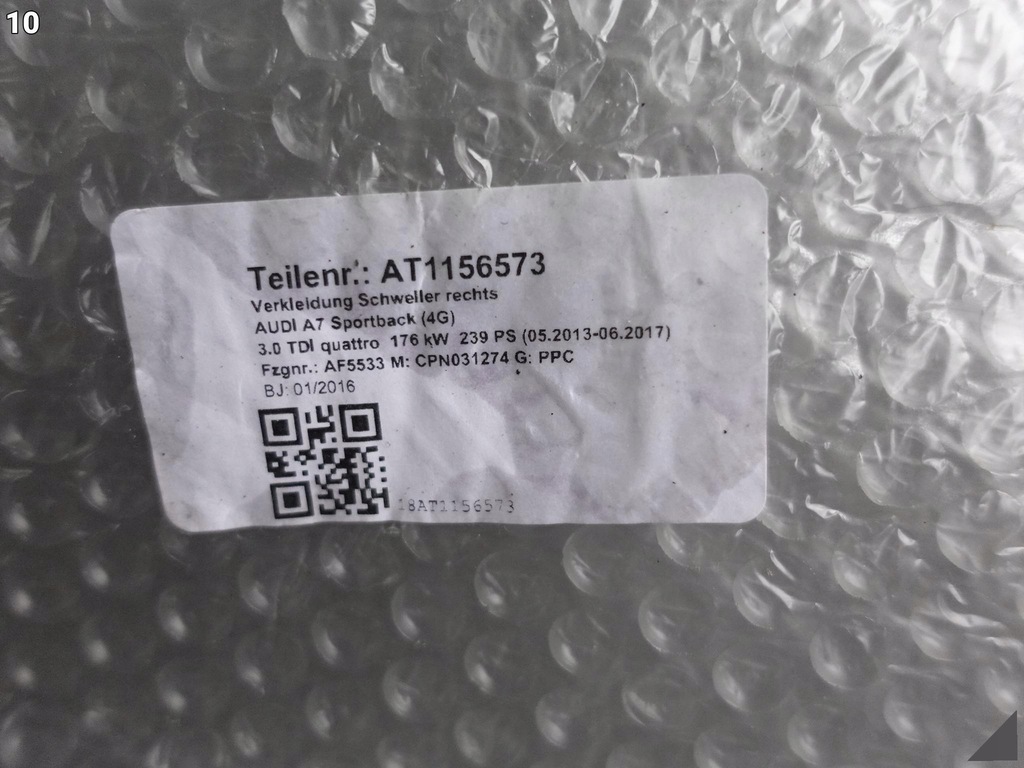 10
Teilenr.: AT1156573
Verkleidung Schweller rechts
AUDI A7 Sportback (4G)
3.0 TDI quattro 176 kW 239 PS (05.2013-06.2017)
Fzgnr.: AF5533 M: CPN031274 G: PPC
BJ: 01/2016
18AT1156573